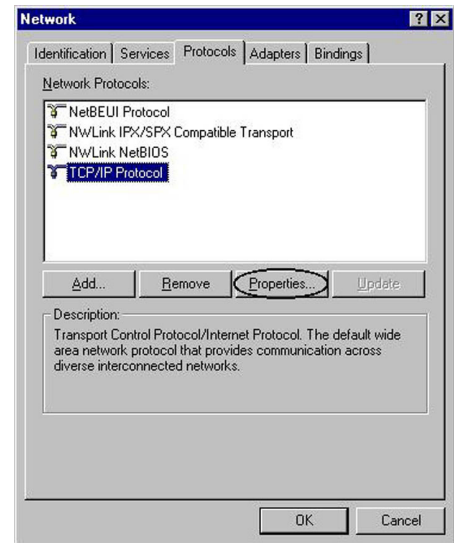 Network
Identification Services Protocols Adapters Bindings
Network Protocols:
NetBEUI Protocol
NWLink IPX/SPX Compatible Transport
NWLink NetBIOS
TCP/IP Protocol
Add... Remove Properties... Update
Description:
Transport Control Protocol/Internet Protocol. The default wide
area network protocol that provides communication across
diverse interconnected networks.
OK Cancel